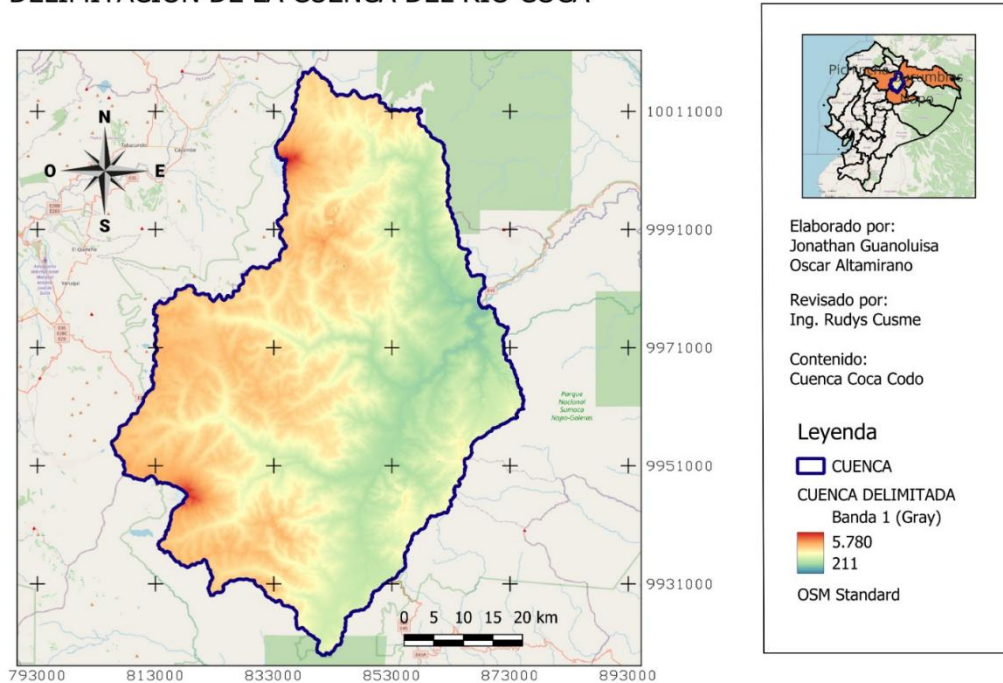 DELIMITACIÓN DE LA CUENCA DEL RIO COCA
N
O
E
S
10011000
9991000
9971000
9951000
9931000
793000
813000
833000
853000
873000
893000
0 5 10 15 20 km
Parque
Nacional
Sumaco
Napo-Galeras
Elaborado por:
Jonathan Guanoluisa
Oscar Altamirano
Revisado por:
Ing. Rudys Cusme
Contenido:
Cuenca Coca Codo
Leyenda
CUENCA
CUENCA DELIMITADA
Banda 1 (Gray)
5.780
211
OSM Standard